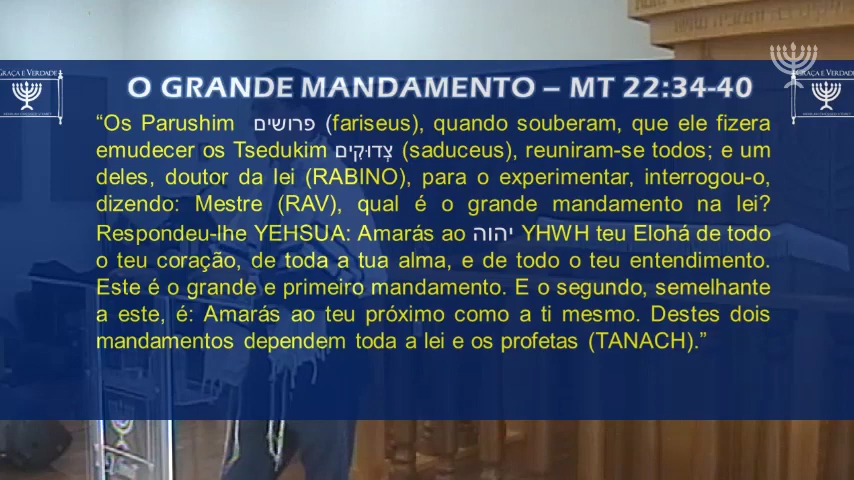 GRAÇA E VERDADE
GRAÇA E VERDADE
O GRANDE MANDAMENTO – MT 22:34-40
“Os Parushim פרושים (fariseus), quando souberam, que ele fizera
emudecer os Tsedukim צְדוּקִים (saduceus), reuniram-se todos; e um
deles, doutor da lei (RABINO), para o experimentar, interrogou-o,
dizendo: Mestre (RAV), qual é o grande mandamento na lei?
Respondeu-lhe YEHSUA: Amarás ao יהוה YHWH teu Elohá de todo
o teu coração, de toda a tua alma, e de todo o teu entendimento.
Este é o grande e primeiro mandamento. E o segundo, semelhante
a este, é: Amarás ao teu próximo como a ti mesmo. Destes dois
mandamentos dependem toda a lei e os profetas (TANACH).”